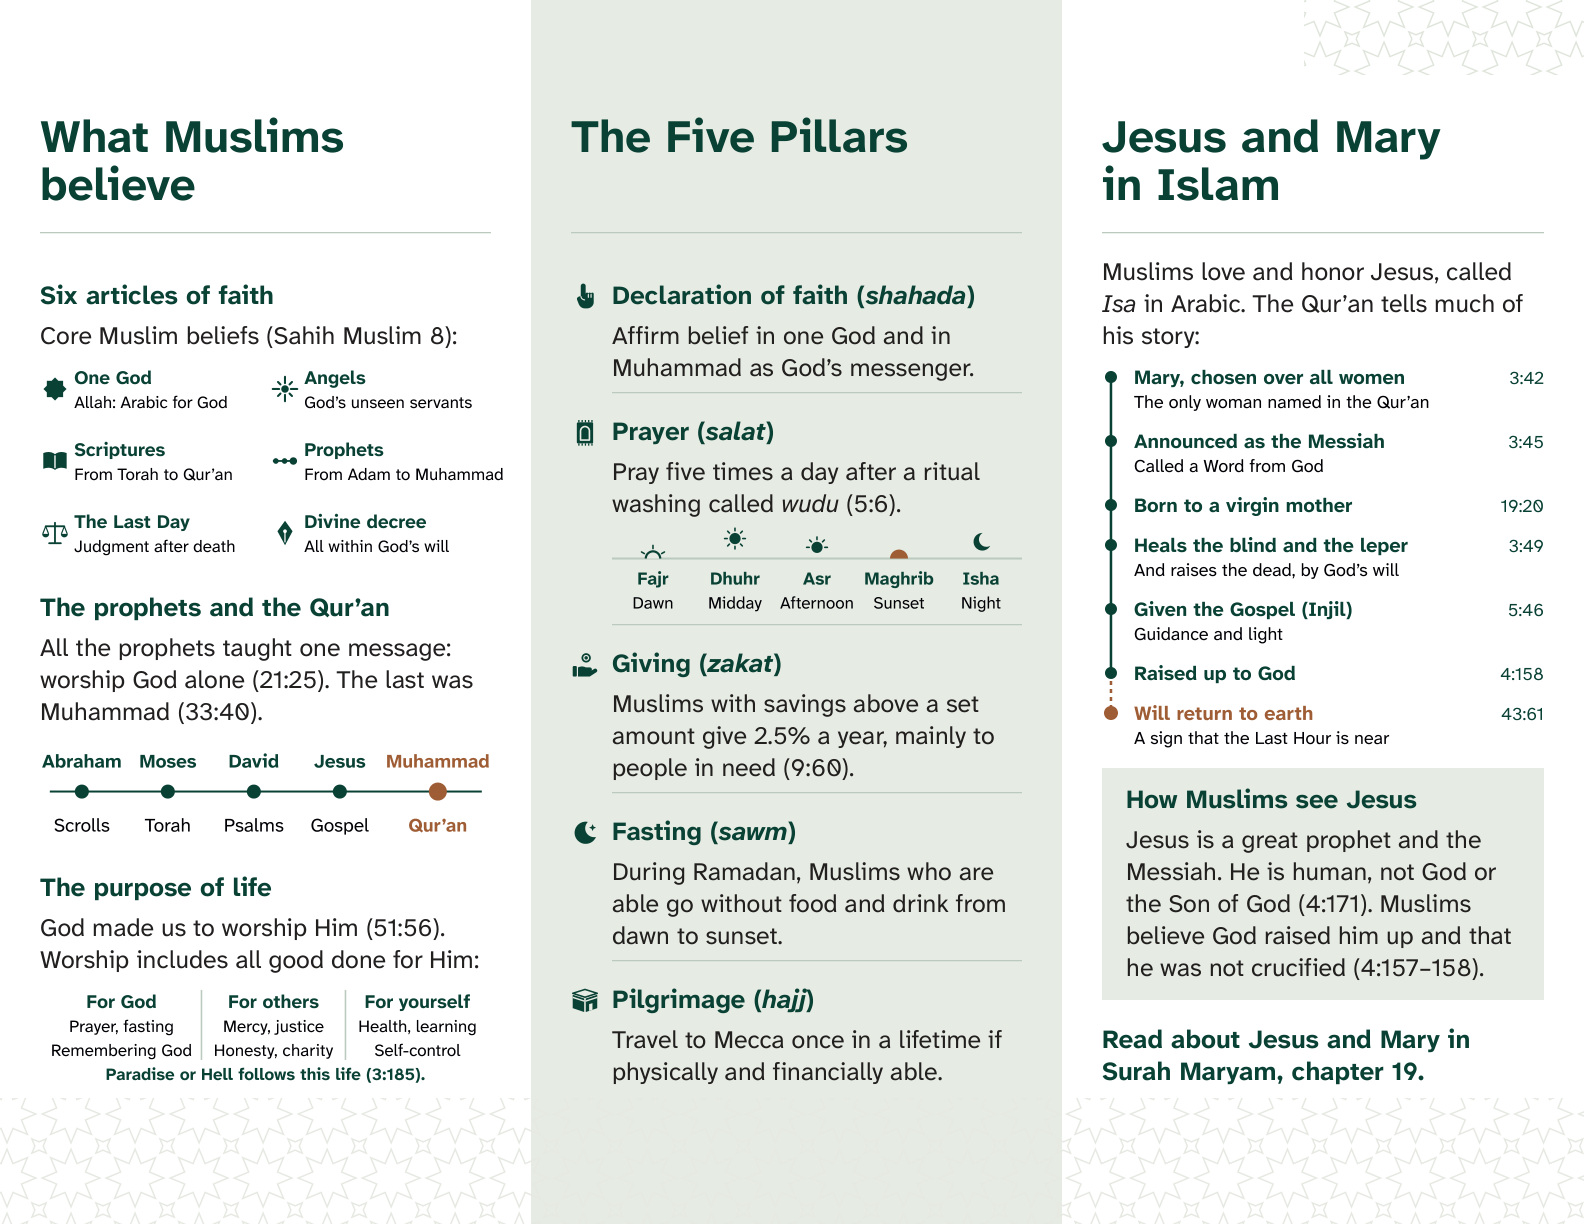 What Muslims
believe
Six articles of faith
Core Muslim beliefs (Sahih Muslim 8):
One God
Allah: Arabic for God
Angels
God’s unseen servants
Scriptures
From Torah to Qur’an
Prophets
From Adam to Muhammad
The Last Day
Judgment after death
Divine decree
All within God’s will
The prophets and the Qur’an
All the prophets taught one message:
worship God alone (21:25). The last was
Muhammad (33:40).
Abraham Moses David Jesus Muhammad
Scrolls Torah Psalms Gospel Qur’an
The purpose of life
God made us to worship Him (51:56).
Worship includes all good done for Him:
For God
Prayer, fasting
Remembering God
For others
Mercy, justice
Honesty, charity
For yourself
Health, learning
Self-control
Paradise or Hell follows this life (3:185).
The Five Pillars
Declaration of faith (shahada)
Affirm belief in one God and in
Muhammad as God’s messenger.
Prayer (salat)
Pray five times a day after a ritual
washing called wudu (5:6).
Fajr Dhuhr Asr Maghrib Isha
Dawn Midday Afternoon Sunset Night
Giving (zakat)
Muslims with savings above a set
amount give 2.5% a year, mainly to
people in need (9:60).
Fasting (sawm)
During Ramadan, Muslims who are
able go without food and drink from
dawn to sunset.
Pilgrimage (hajj)
Travel to Mecca once in a lifetime if
physically and financially able.
Jesus and Mary
in Islam
Muslims love and honor Jesus, called
Isa in Arabic. The Qur’an tells much of
his story:
Mary, chosen over all women 3:42
The only woman named in the Qur’an
Announced as the Messiah 3:45
Called a Word from God
Born to a virgin mother 19:20
Heals the blind and the leper 3:49
And raises the dead, by God’s will
Given the Gospel (Injil) 5:46
Guidance and light
Raised up to God 4:158
Will return to earth 43:61
A sign that the Last Hour is near
How Muslims see Jesus
Jesus is a great prophet and the
Messiah. He is human, not God or
the Son of God (4:171). Muslims
believe God raised him up and that
he was not crucified (4:157–158).
Read about Jesus and Mary in
Surah Maryam, chapter 19.